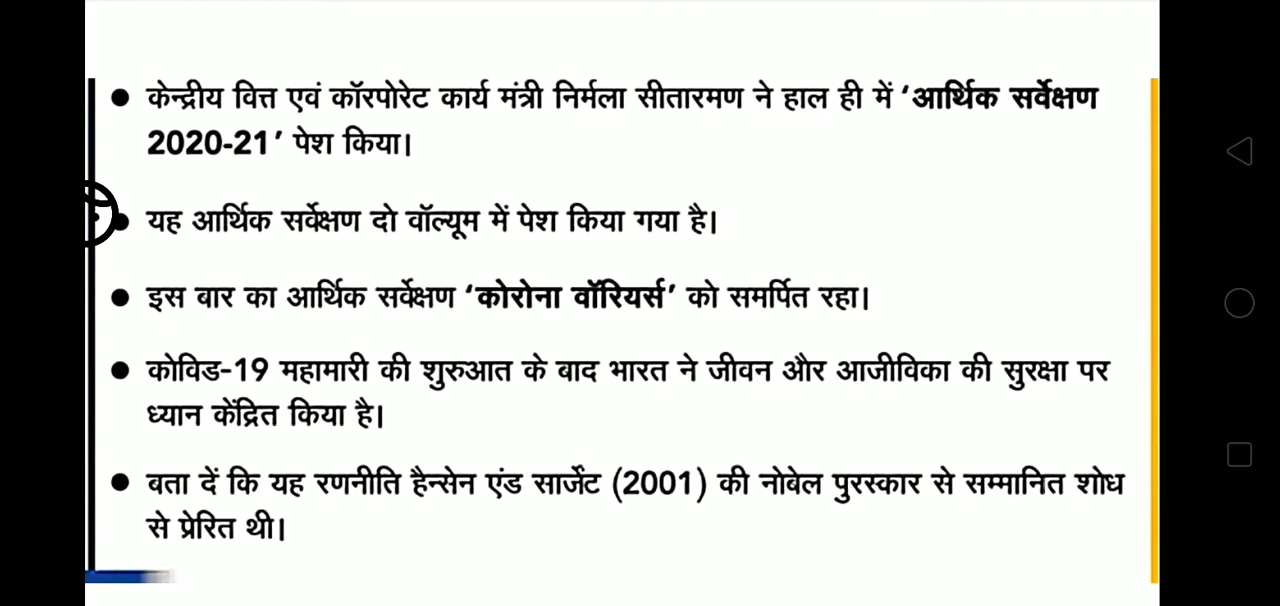 • केन्द्रीय वित्त एवं कॉरपोरेट कार्य मंत्री निर्मला सीतारमण ने हाल ही में ‘आर्थिक सर्वेक्षण
2020-21’ पेश किया।
• यह आर्थिक सर्वेक्षण दो वॉल्यूम में पेश किया गया है।
• इस बार का आर्थिक सर्वेक्षण ‘कोरोना वॉरियर्स’ को समर्पित रहा।
• कोविड-19 महामारी की शुरुआत के बाद भारत ने जीवन और आजीविका की सुरक्षा पर
ध्यान केंद्रित किया है।
• बता दें कि यह रणनीति हैन्सेन एंड सार्जेंट (2001) की नोबेल पुरस्कार से सम्मानित शोध
से प्रेरित थी।